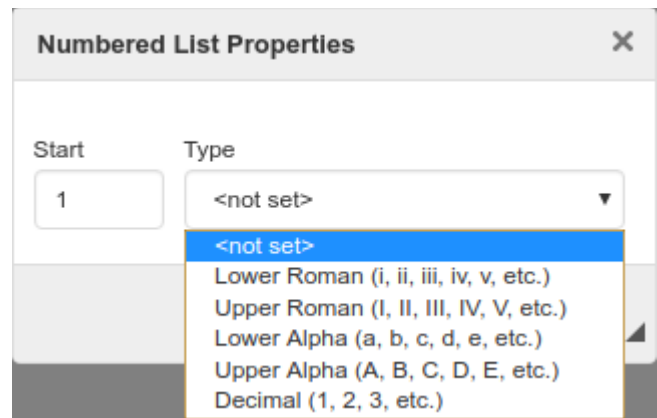 Numbered List Properties ×
Start Type
1 <not set> ▼
<not set>
Lower Roman (i, ii, iii, iv, v, etc.)
Upper Roman (I, II, III, IV, V, etc.)
Lower Alpha (a, b, c, d, e, etc.)
Upper Alpha (A, B, C, D, E, etc.)
Decimal (1, 2, 3, etc.)